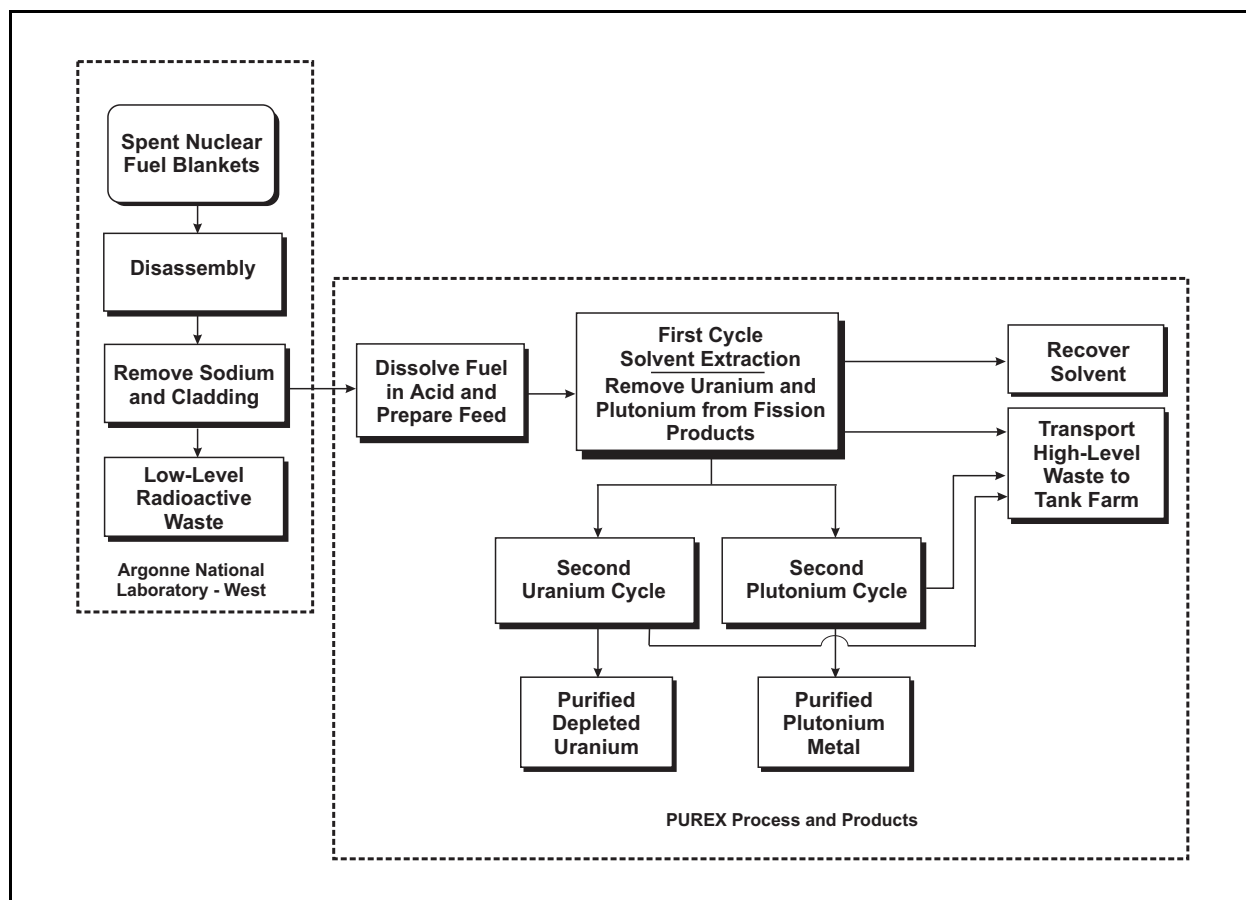 Spent Nuclear
Fuel Blankets
Disassembly
Remove Sodium
and Cladding
Low-Level
Radioactive
Waste
Argonne National
Laboratory - West
Dissolve Fuel
in Acid and
Prepare Feed
First Cycle
Solvent Extraction
Remove Uranium and
Plutonium from Fission
Products
Recover
Solvent
Transport
High-Level
Waste to
Tank Farm
Second
Uranium Cycle
Second
Plutonium Cycle
Purified
Depleted
Uranium
Purified
Plutonium
Metal
PUREX Process and Products